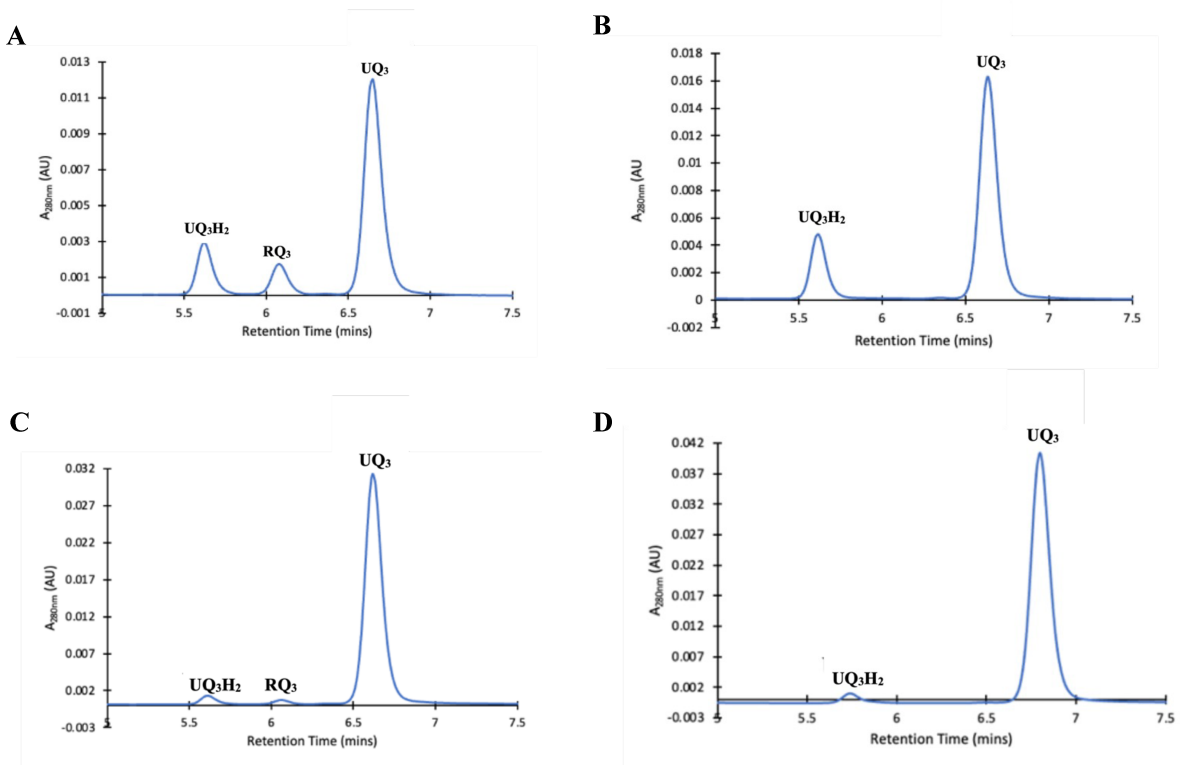 A
UQ₃
0.013
0.011
0.009
0.007
0.005
0.003
0.001
-0.001
A280nm (AU)
UQ₃H₂
RQ₃
5 5.5 6 6.5 7 7.5
Retention Time (mins)
B
UQ₃
0.018
0.016
0.014
0.012
0.01
0.008
0.006
0.004
0.002
0
-0.002
A280nm (AU
UQ₃H₂
5 5.5 6 6.5 7 7.5
Retention Time (mins)
C
UQ₃
0.032
0.027
0.022
0.017
0.012
0.007
0.002
-0.003
A280nm (AU)
UQ₃H₂ RQ₃
5 5.5 6 6.5 7 7.5
Retention Time (mins)
D
UQ₃
0.042
0.037
0.032
0.027
0.022
0.017
0.012
0.007
0.002
-0.003
A280nm (AU)
UQ₃H₂
5 5.5 6 6.5 7 7.5
Retention Time (mins)